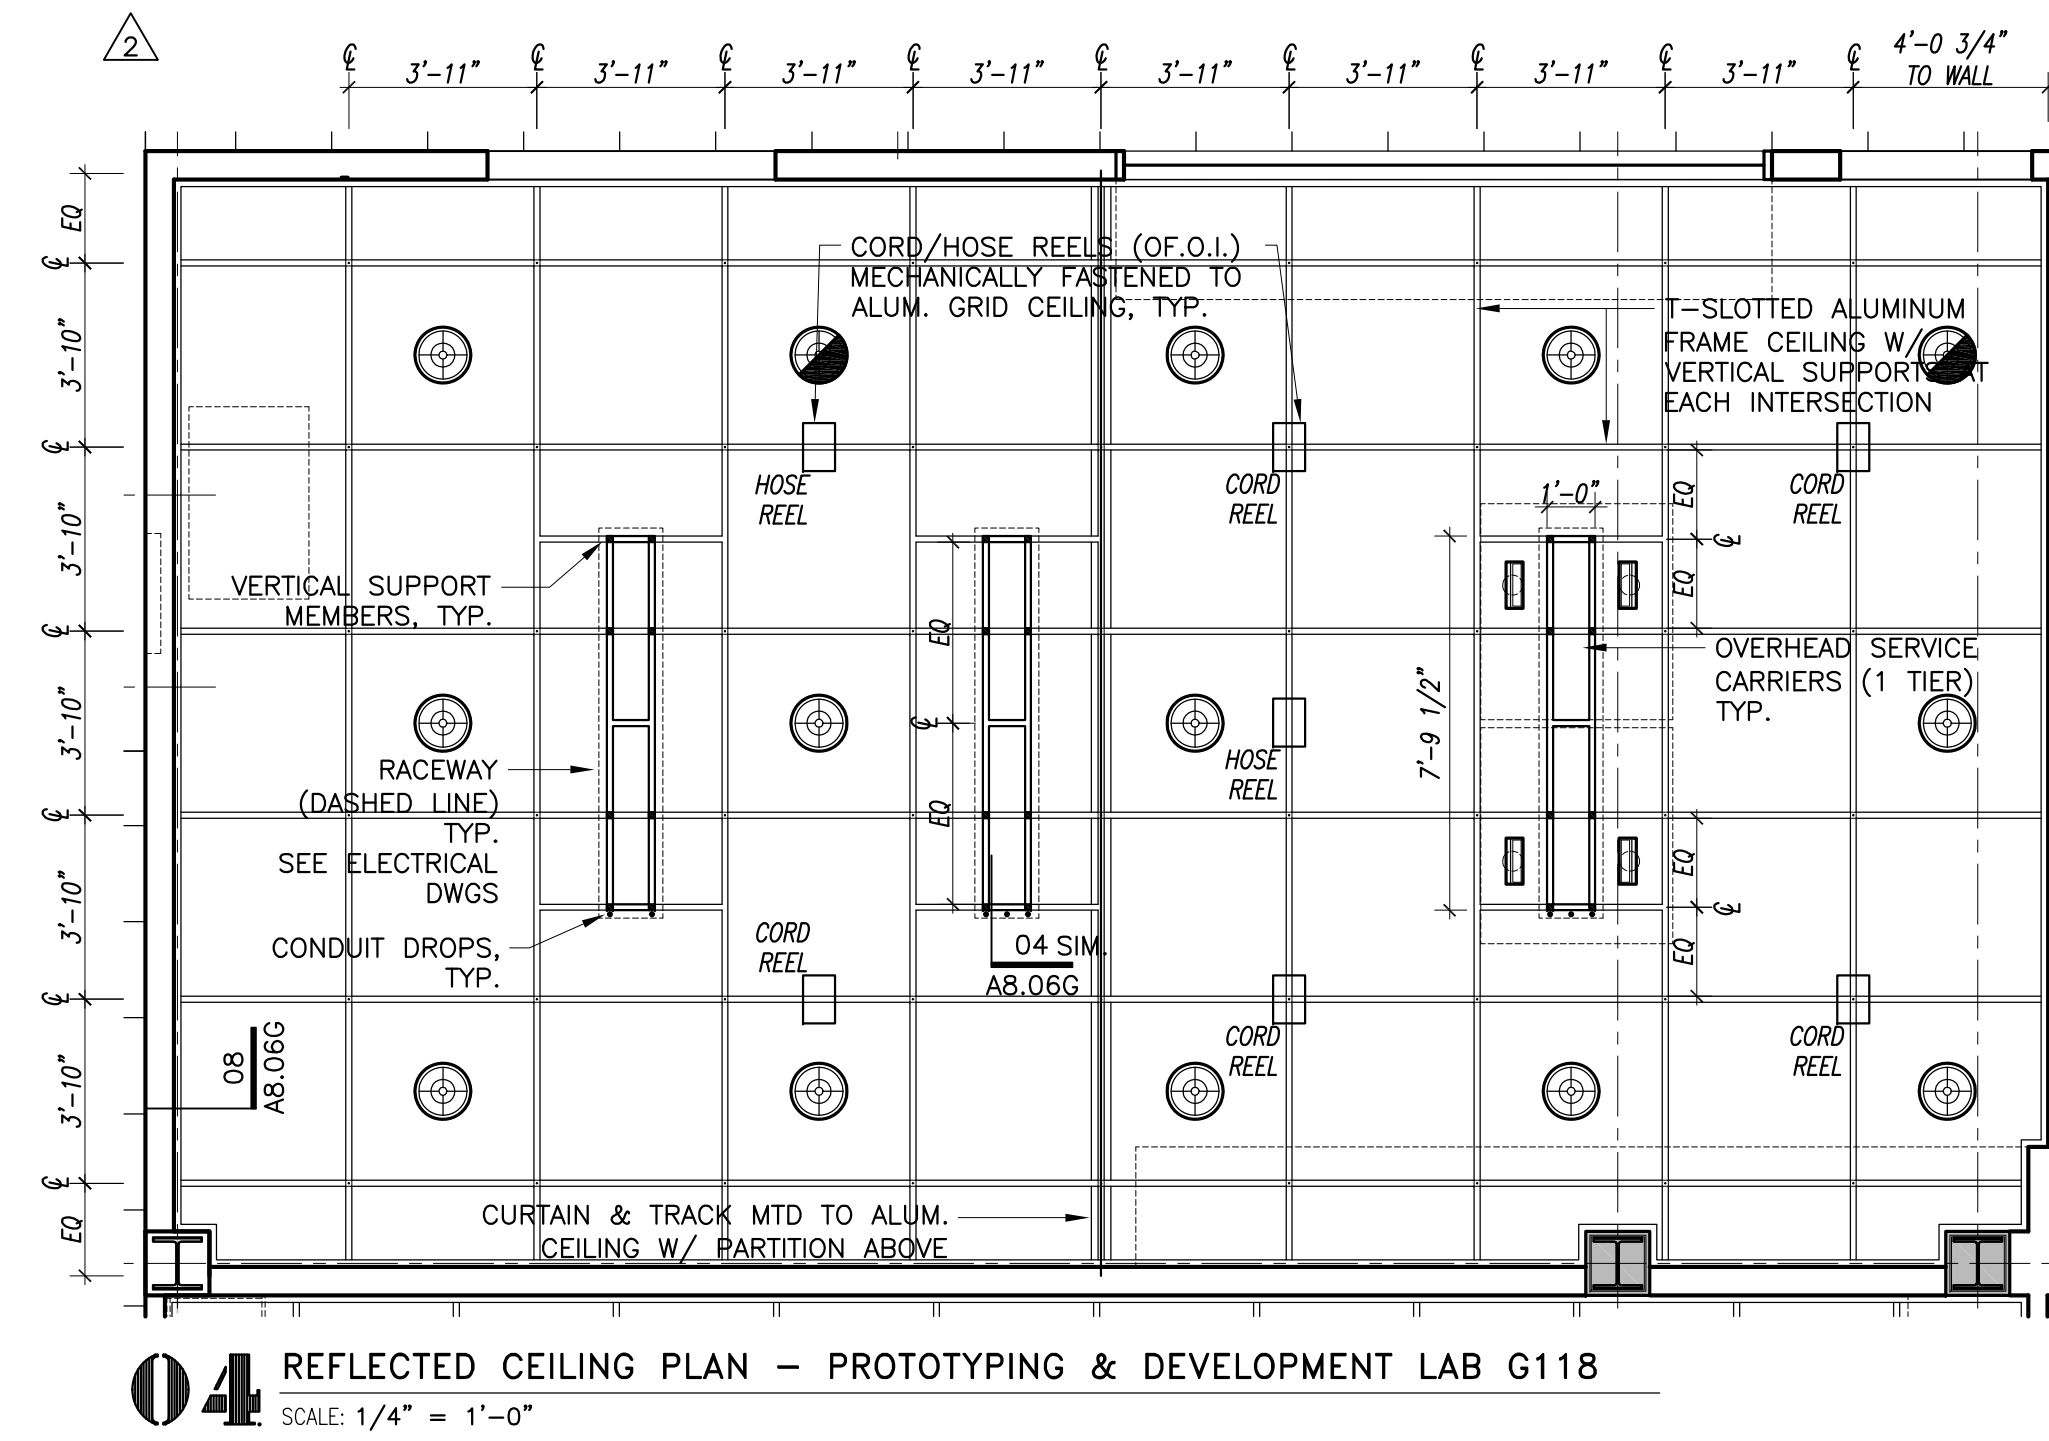 2
℄ 3'-11" ℄ 3'-11" ℄ 3'-11" ℄ 3'-11" ℄ 3'-11" ℄ 3'-11" ℄ 3'-11" ℄ 3'-11" ℄ 4'-0 3/4"
TO WALL
EQ
℄
3'-10"
℄
3'-10"
℄
3'-10"
℄
3'-10"
℄
3'-10"
℄
EQ
CORD/HOSE REELS (OF.O.I.)
MECHANICALLY FASTENED TO
ALUM. GRID CEILING, TYP.
T-SLOTTED ALUMINUM
FRAME CEILING W/
VERTICAL SUPPORTS AT
EACH INTERSECTION
HOSE
REEL
CORD
REEL
CORD
REEL
1'-0"
EQ
℄
EQ
VERTICAL SUPPORT
MEMBERS, TYP.
EQ
℄
EQ
7'-9 1/2"
OVERHEAD SERVICE
CARRIERS (1 TIER)
TYP.
HOSE
REEL
RACEWAY
(DASHED LINE)
TYP.
SEE ELECTRICAL
DWGS
EQ
℄
EQ
CONDUIT DROPS,
TYP.
CORD
REEL
04 SIM.
A8.06G
CORD
REEL
CORD
REEL
08
A8.06G
CURTAIN & TRACK MTD TO ALUM.
CEILING W/ PARTITION ABOVE
04 REFLECTED CEILING PLAN - PROTOTYPING & DEVELOPMENT LAB G118
SCALE: 1/4" = 1'-0"